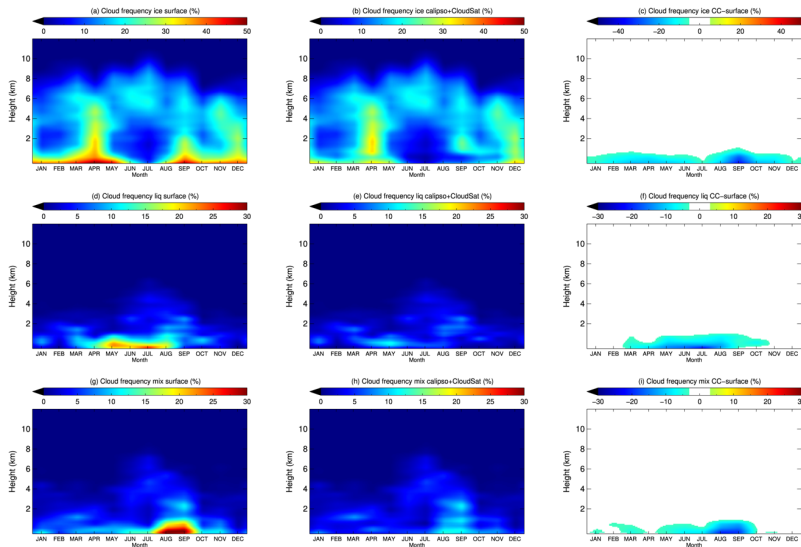 (a) Cloud frequency ice surface (%)
0 10 20 30 40 50
Height (km)
10
8
6
4
2
JAN FEB MAR APR MAY JUN JUL AUG SEP OCT NOV DEC
Month
(b) Cloud frequency ice calipso+CloudSat (%)
0 10 20 30 40 50
Height (km)
10
8
6
4
2
JAN FEB MAR APR MAY JUN JUL AUG SEP OCT NOV DEC
Month
(c) Cloud frequency ice CC-surface (%)
-40 -20 0 20 40
Height (km)
10
8
6
4
2
JAN FEB MAR APR MAY JUN JUL AUG SEP OCT NOV DEC
Month
(d) Cloud frequency liq surface (%)
0 5 10 15 20 25 30
Height (km)
10
8
6
4
2
JAN FEB MAR APR MAY JUN JUL AUG SEP OCT NOV DEC
Month
(e) Cloud frequency liq calipso+CloudSat (%)
0 5 10 15 20 25 30
Height (km)
10
8
6
4
2
JAN FEB MAR APR MAY JUN JUL AUG SEP OCT NOV DEC
Month
(f) Cloud frequency liq CC-surface (%)
-30 -20 -10 0 10 20 30
Height (km)
10
8
6
4
2
JAN FEB MAR APR MAY JUN JUL AUG SEP OCT NOV DEC
Month
(g) Cloud frequency mix surface (%)
0 5 10 15 20 25 30
Height (km)
10
8
6
4
2
JAN FEB MAR APR MAY JUN JUL AUG SEP OCT NOV DEC
Month
(h) Cloud frequency mix calipso+CloudSat (%)
0 5 10 15 20 25 30
Height (km)
10
8
6
4
2
JAN FEB MAR APR MAY JUN JUL AUG SEP OCT NOV DEC
Month
(i) Cloud frequency mix CC-surface (%)
-30 -20 -10 0 10 20 30
Height (km)
10
8
6
4
2
JAN FEB MAR APR MAY JUN JUL AUG SEP OCT NOV DEC
Month